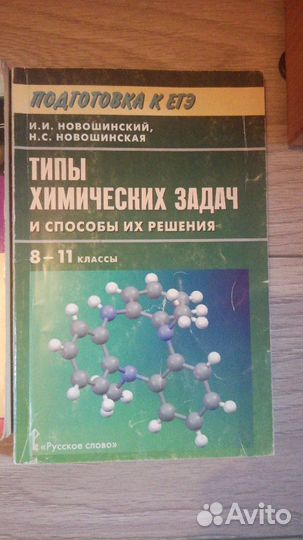 ПОДГОТОВКА К ЕГЭ
И.И. НОВОШИНСКИЙ,
Н.С. НОВОШИНСКАЯ
ТИПЫ
ХИМИЧЕСКИХ ЗАДАЧ
И СПОСОБЫ ИХ РЕШЕНИЯ
8–11 КЛАССЫ
«Русское слово»
Avito